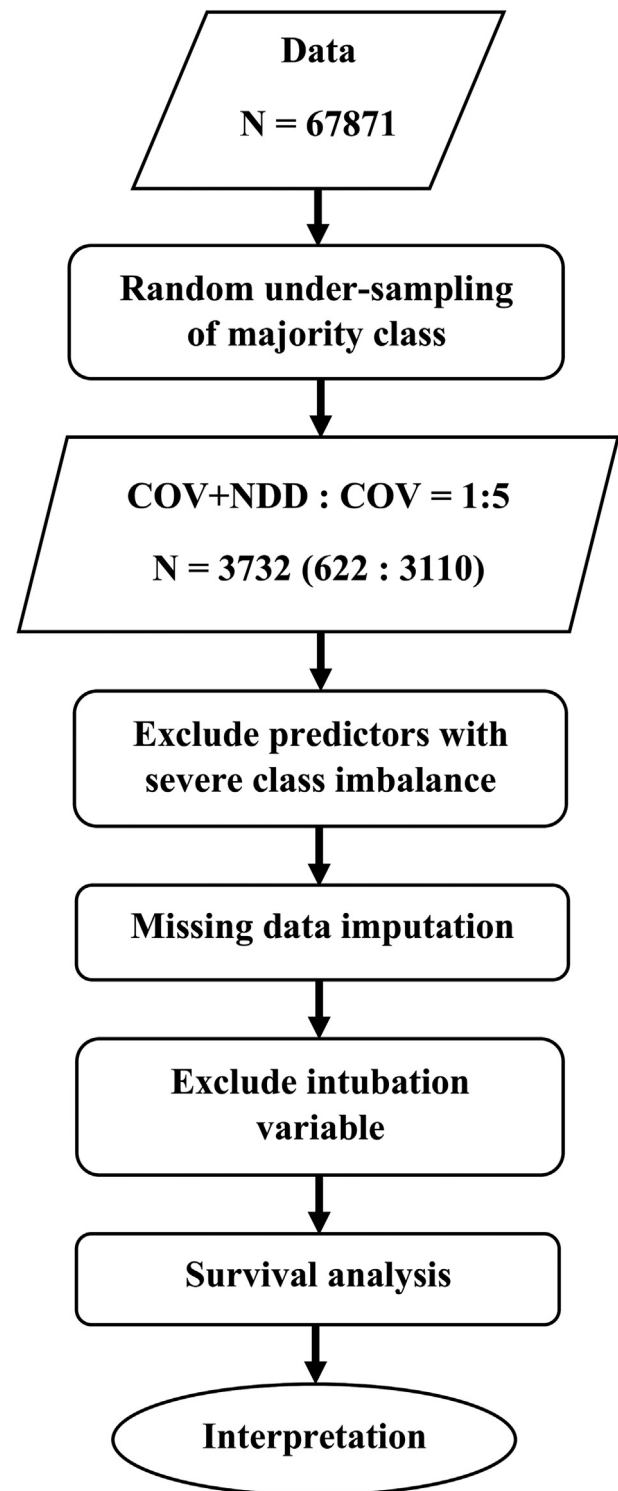 Data
N = 67871
Random under-sampling
of majority class
COV+NDD : COV = 1:5
N = 3732 (622 : 3110)
Exclude predictors with
severe class imbalance
Missing data imputation
Exclude intubation
variable
Survival analysis
Interpretation